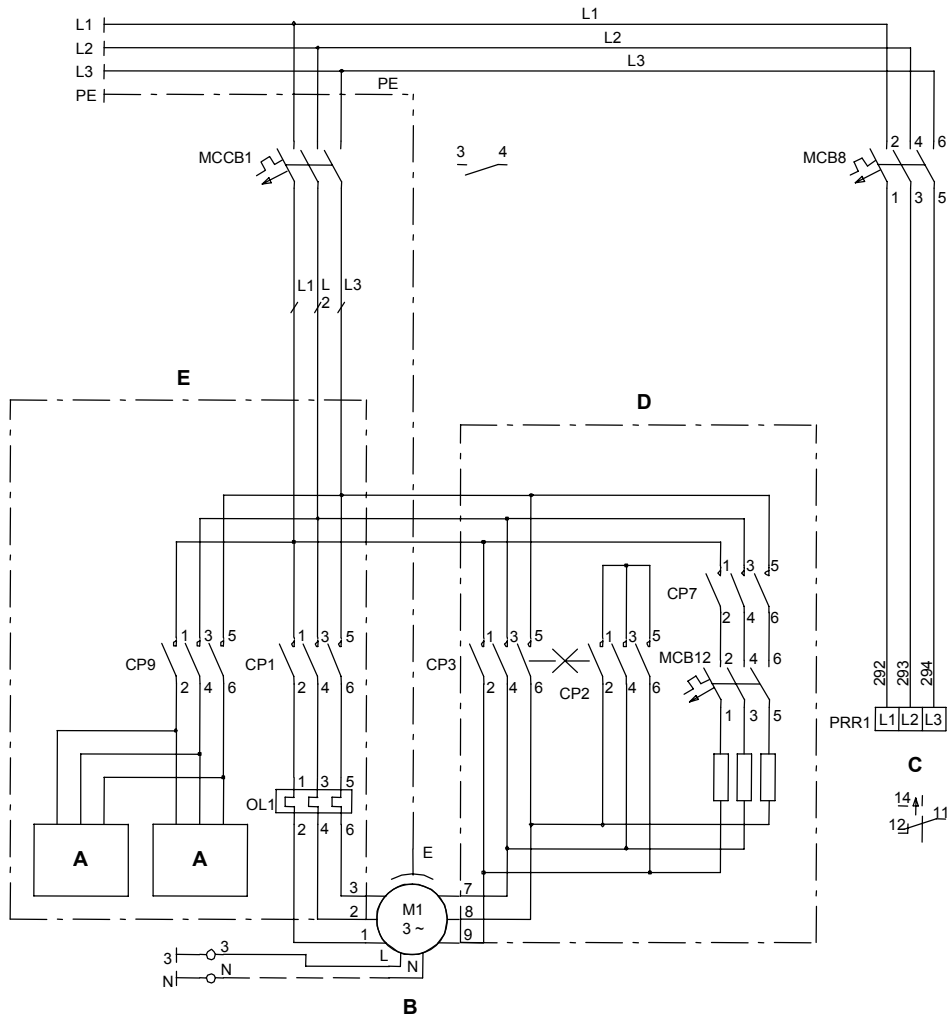 L1 L1
L2 L2
L3 L3
PE PE
2 4 6
MCCB1 3 4 MCB8
1 3 5
L1 L L3
2
E
D
1 3 5
CP7
2 4 6
1 3 5 1 3 5 1 3 5 1 3 5
CP9 CP1 CP3 CP2 MCB12 2 4 6
2 4 6 2 4 6 2 4 6 2 4 6
292 293 294
1 3 5
PRR1 L1 L2 L3
C
1 3 5
OL1
2 4 6
14
12 11
A A
E
3 7
M1
2 8
3 ~
1 9
3 3 L
N N N
B